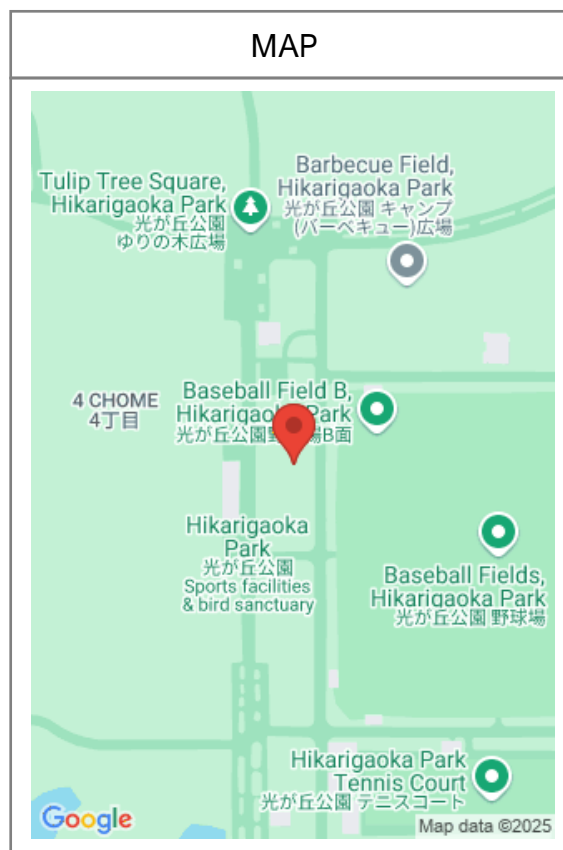 MAP
Tulip Tree Square,
Hikarigaoka Park
光が丘公園
ゆりの木広場
Barbecue Field,
Hikarigaoka Park
光が丘公園 キャンプ
(バーベキュー)広場
4 CHOME
4丁目
Baseball Field B,
Hikarigaoka Park
光が丘公園野球場B面
Hikarigaoka
Park
光が丘公園
Sports facilities
& bird sanctuary
Baseball Fields,
Hikarigaoka Park
光が丘公園 野球場
Hikarigaoka Park
Tennis Court
光が丘公園 テニスコート
Google
Map data ©2025